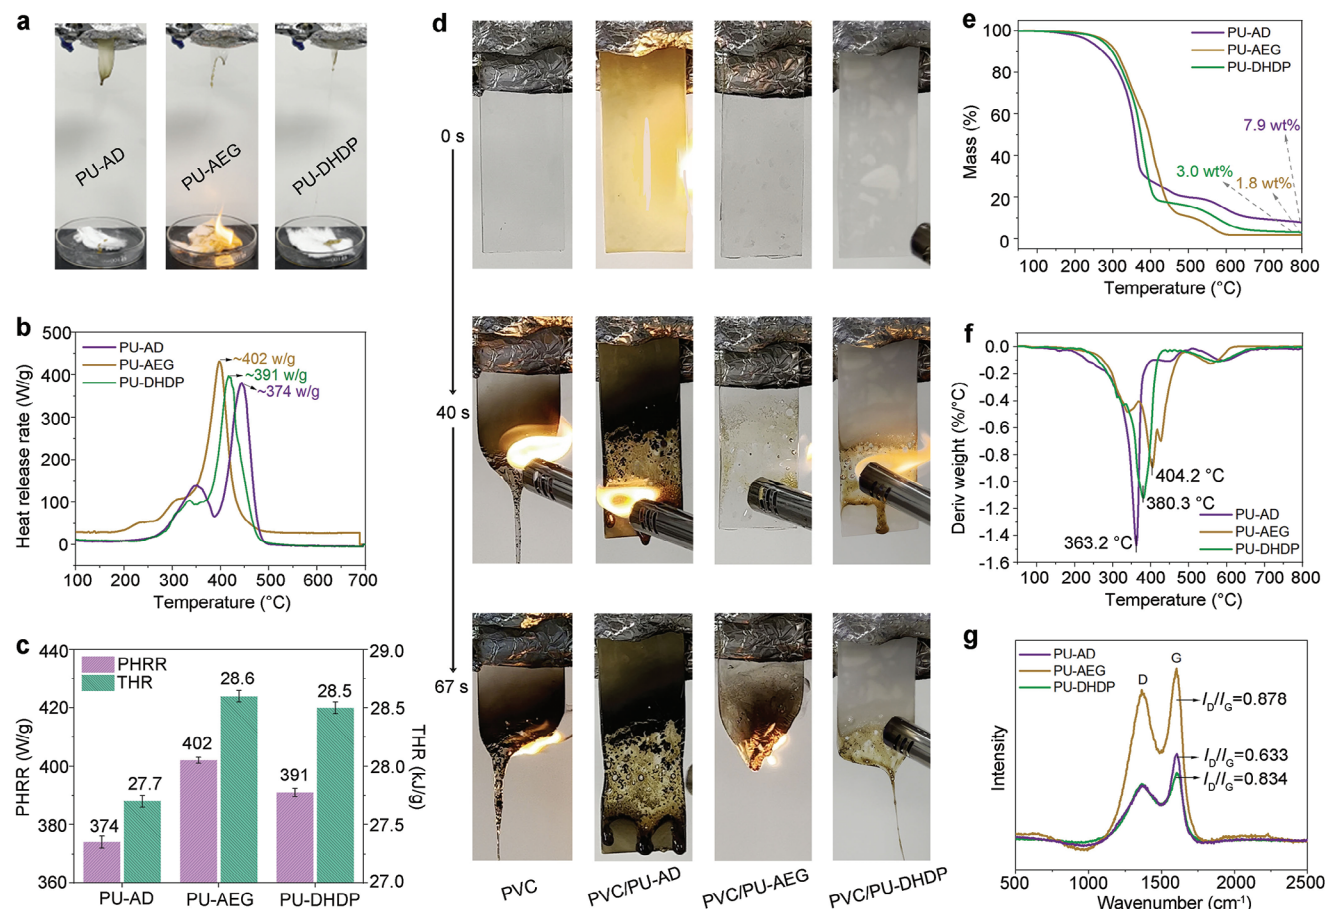 a
PU-AD
PU-AEG
PU-DHDP
b
500
400
300
200
100
0
Heat release rate (W/g)
PU-AD
PU-AEG
PU-DHDP
~402 w/g
~391 w/g
~374 w/g
100 200 300 400 500 600 700
Temperature (°C)
c
440
420
400
380
360
PHRR (W/g)
PHRR
THR
374
27.7
402
28.6
391
28.5
29.0
28.5
28.0
27.5
27.0
THR (kJ/g)
PU-AD PU-AEG PU-DHDP
d
0 s
40 s
67 s
PVC
PVC/PU-AD
PVC/PU-AEG
PVC/PU-DHDP
e
100
80
60
40
20
0
Mass (%)
PU-AD
PU-AEG
PU-DHDP
7.9 wt%
3.0 wt%
1.8 wt%
100 200 300 400 500 600 700 800
Temperature (°C)
f
0.0
-0.2
-0.4
-0.6
-0.8
-1.0
-1.2
-1.4
-1.6
Deriv weight (%/°C)
404.2 °C
380.3 °C
363.2 °C
PU-AD
PU-AEG
PU-DHDP
100 200 300 400 500 600 700 800
Temperature (°C)
g
Intensity
PU-AD
PU-AEG
PU-DHDP
D
G
I_D/I_G=0.878
I_D/I_G=0.633
I_D/I_G=0.834
500 1000 1500 2000 2500
Wavenumber (cm⁻¹)